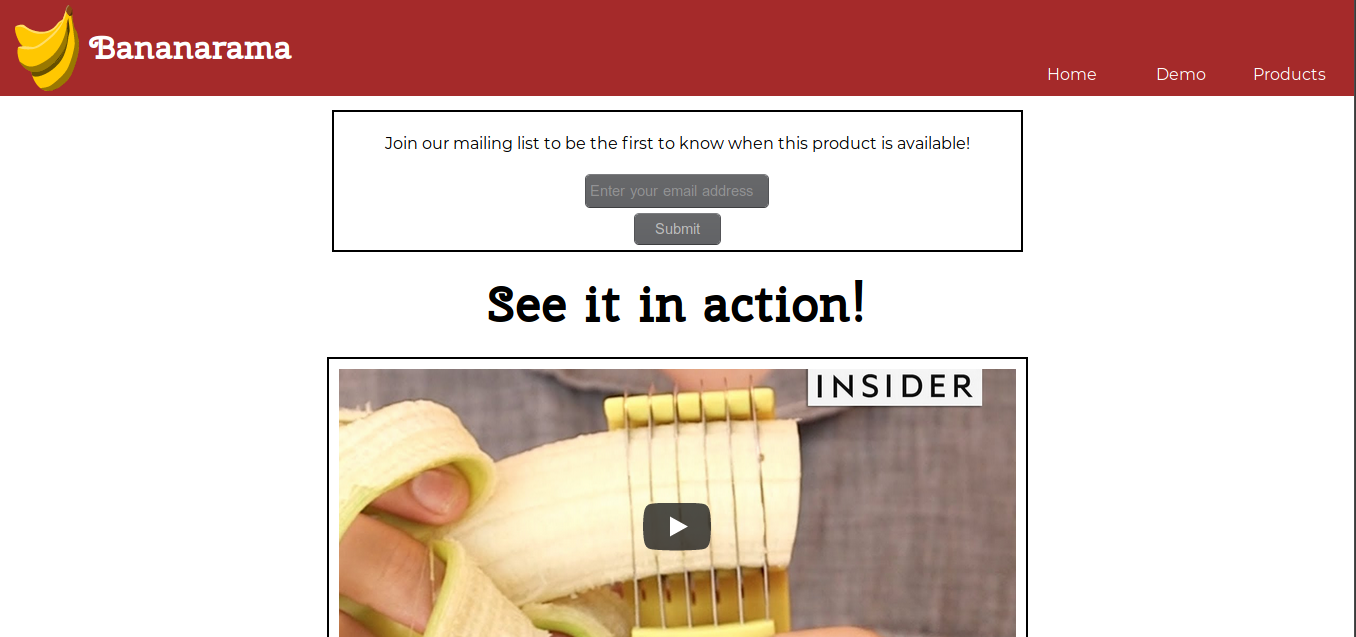 Bananarama
Home Demo Products
Join our mailing list to be the first to know when this product is available!
Enter your email address
Submit
See it in action!
INSIDER